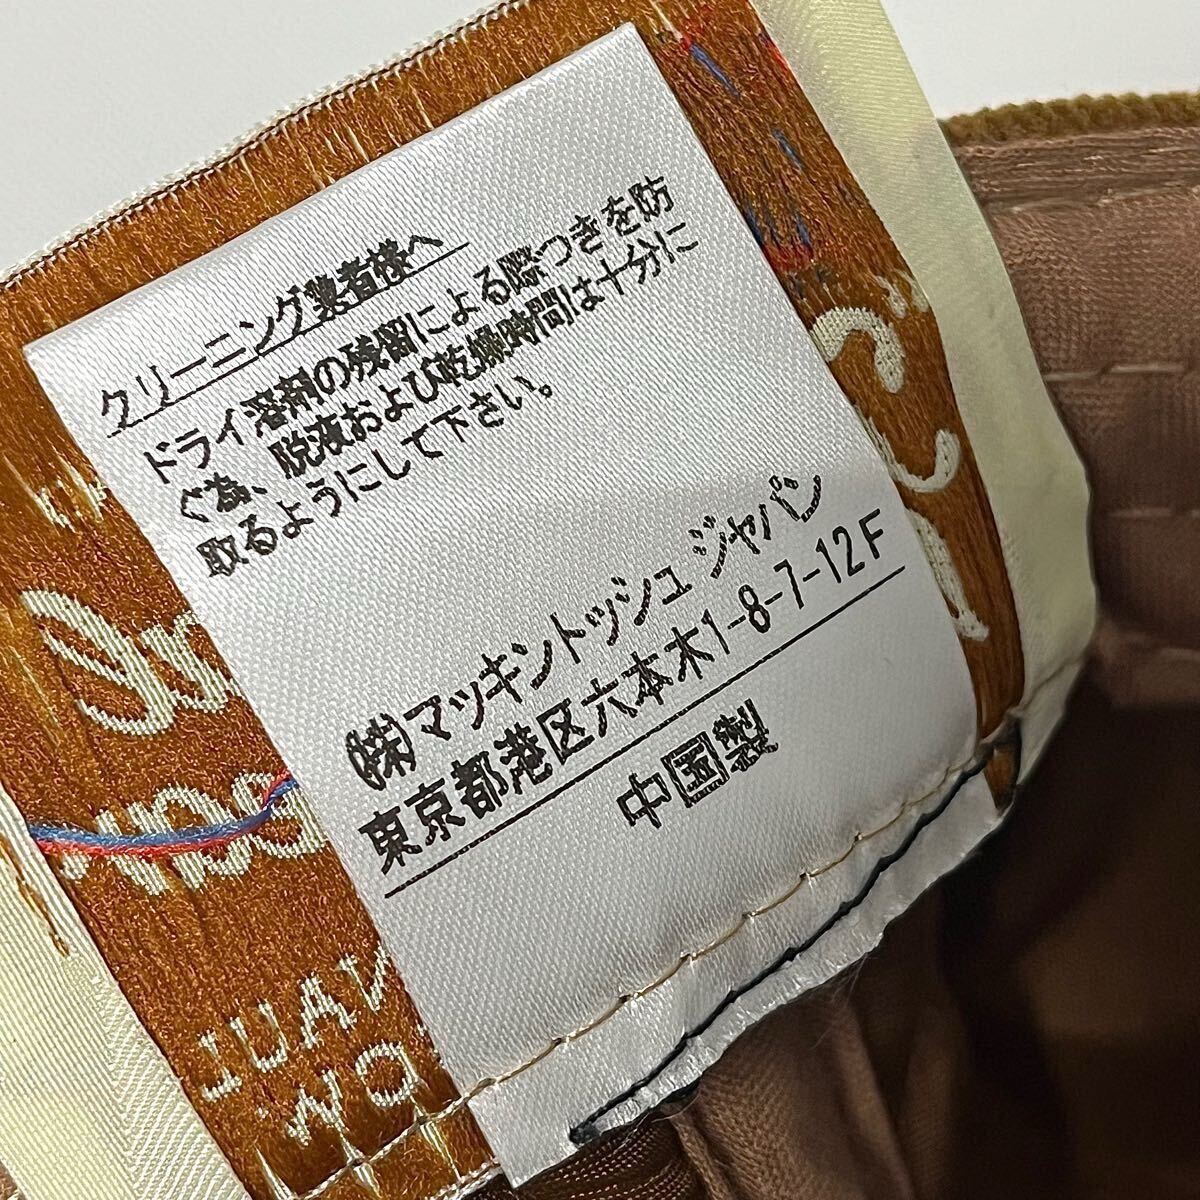 クリーニング業者様へ
ドライ溶剤の残留による際つきを防
ぐ為、脱液および乾燥時間は十分に
取るようにして下さい。
(株)マッキントッシュ ジャパン
東京都港区六本木1-8-7-12F
中国製